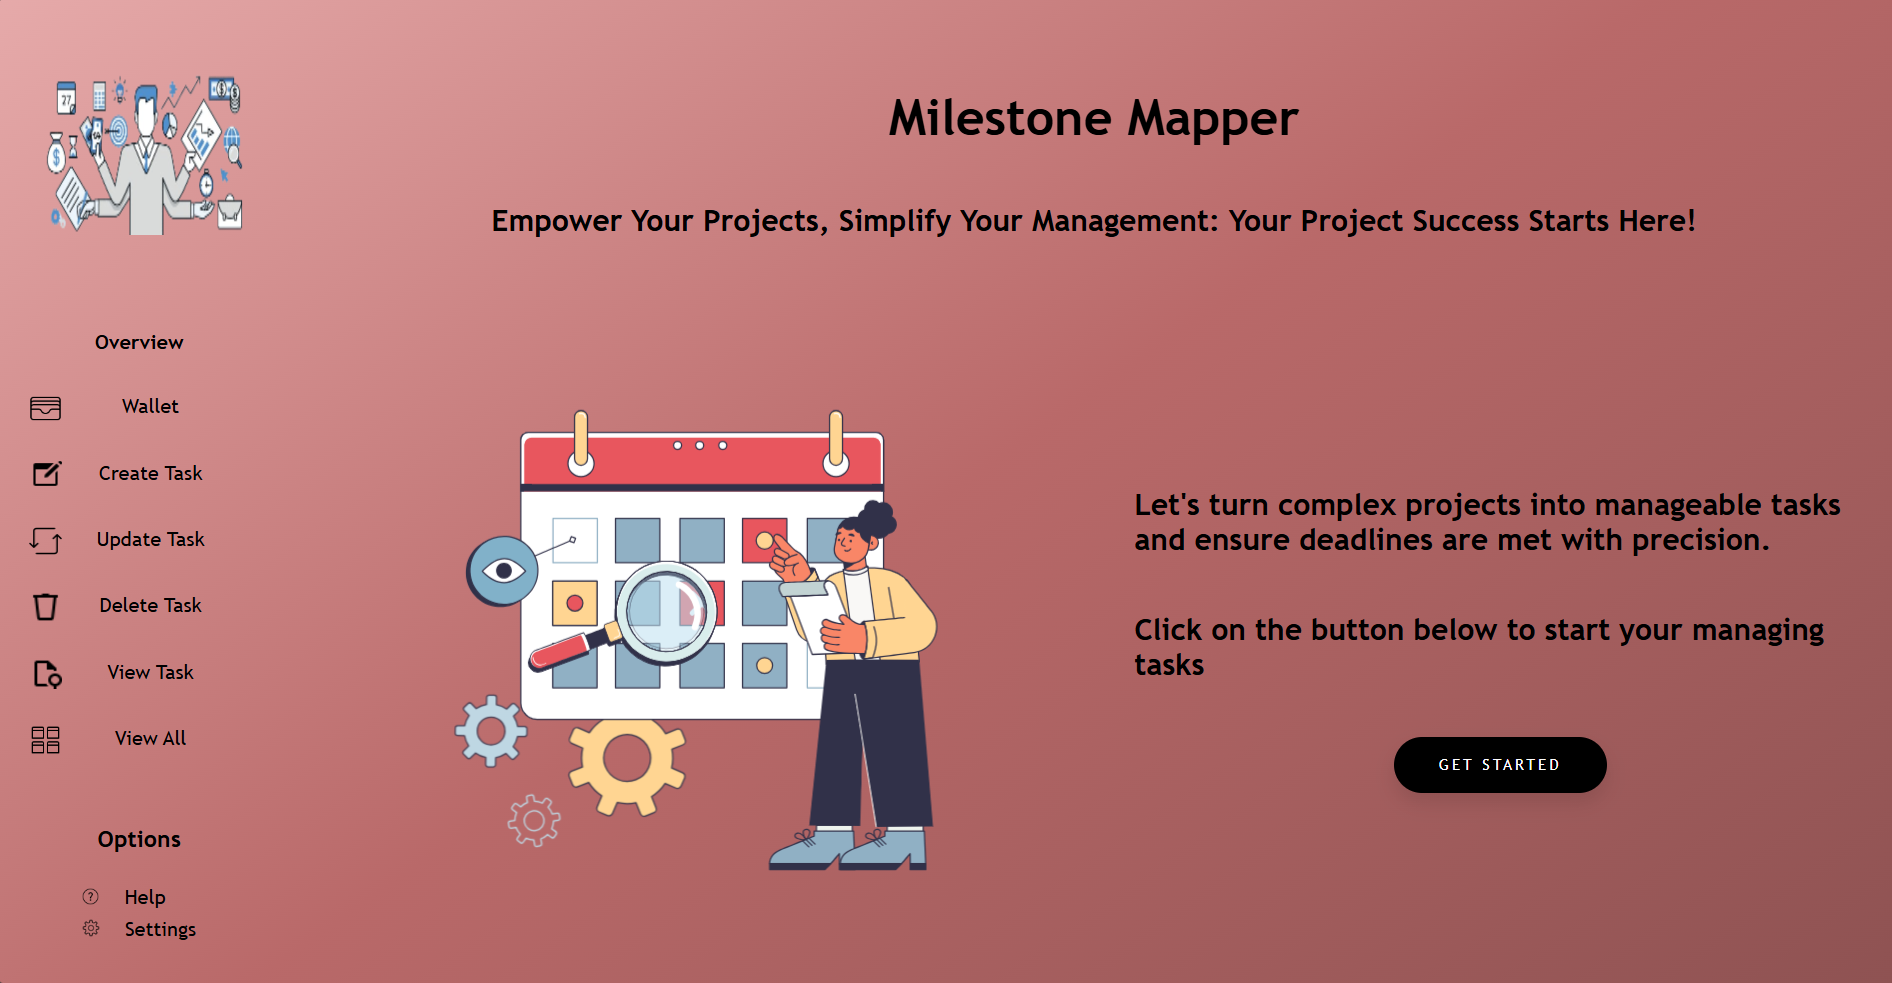 27
Milestone Mapper
Empower Your Projects, Simplify Your Management: Your Project Success Starts Here!
Overview
Wallet
Create Task
Update Task
Delete Task
View Task
View All
Options
Help
Settings
Let's turn complex projects into manageable tasks
and ensure deadlines are met with precision.
Click on the button below to start your managing
tasks
GET STARTED